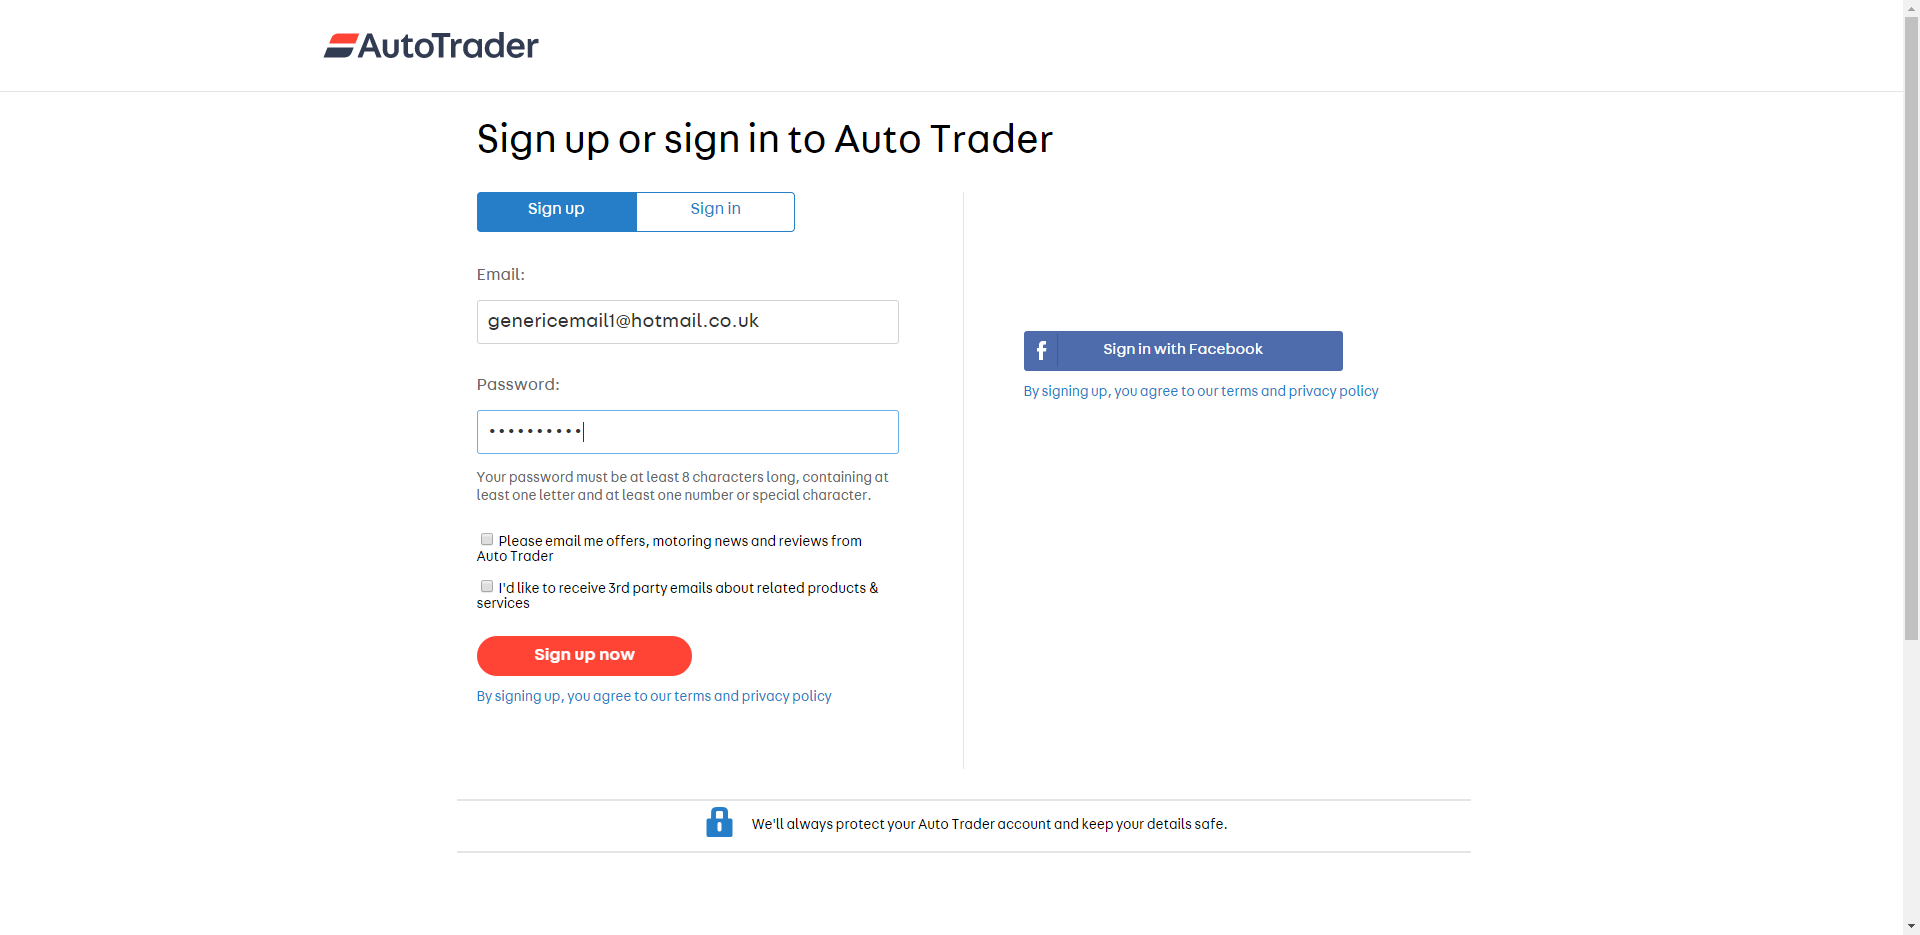 AutoTrader
Sign up or sign in to Auto Trader
Sign up
Sign in
Email:
genericemail1@hotmail.co.uk
Password:
••••••••••
Your password must be at least 8 characters long, containing at
least one letter and at least one number or special character.
Please email me offers, motoring news and reviews from
Auto Trader
I'd like to receive 3rd party emails about related products &
services
Sign up now
By signing up, you agree to our terms and privacy policy
f Sign in with Facebook
By signing up, you agree to our terms and privacy policy
We'll always protect your Auto Trader account and keep your details safe.